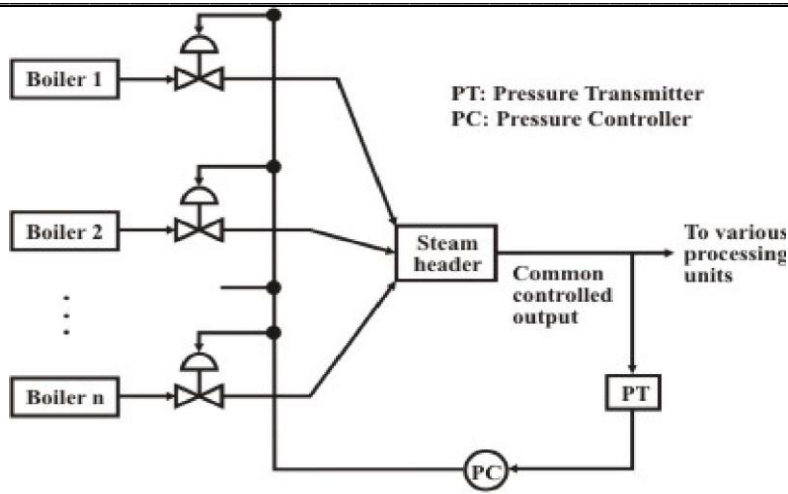 Boiler 1
PT: Pressure Transmitter
PC: Pressure Controller
Boiler 2
Steam
header
To various
processing
units
Common
controlled
output
Boiler n
PT
PC